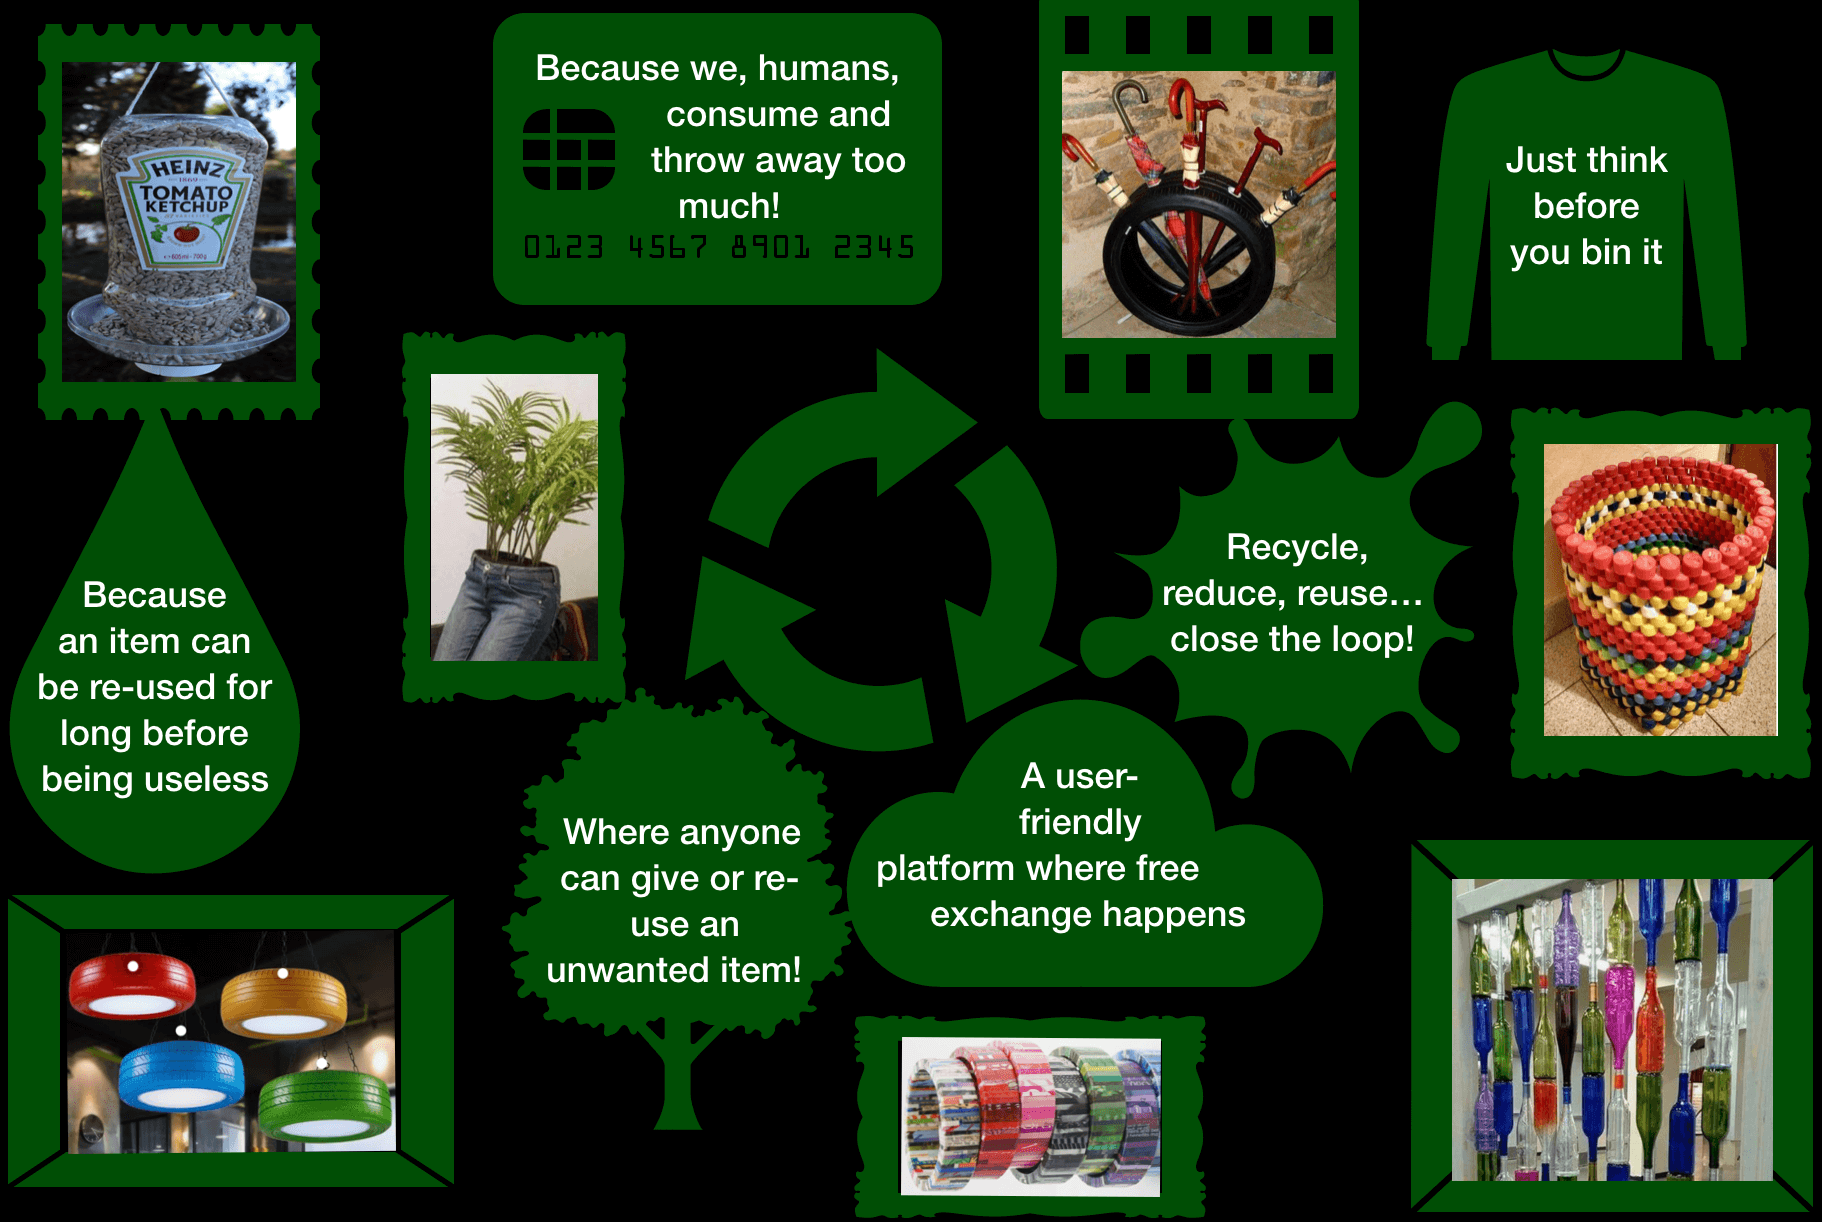 HEINZ
1869
TOMATO
KETCHUP
Because we, humans,
consume and
throw away too
much!
0123 4567 8901 2345
Just think
before
you bin it
Because
an item can
be re-used for
long before
being useless
Recycle,
reduce, reuse…
close the loop!
Where anyone
can give or re-
use an
unwanted item!
A user-
friendly
platform where free
exchange happens